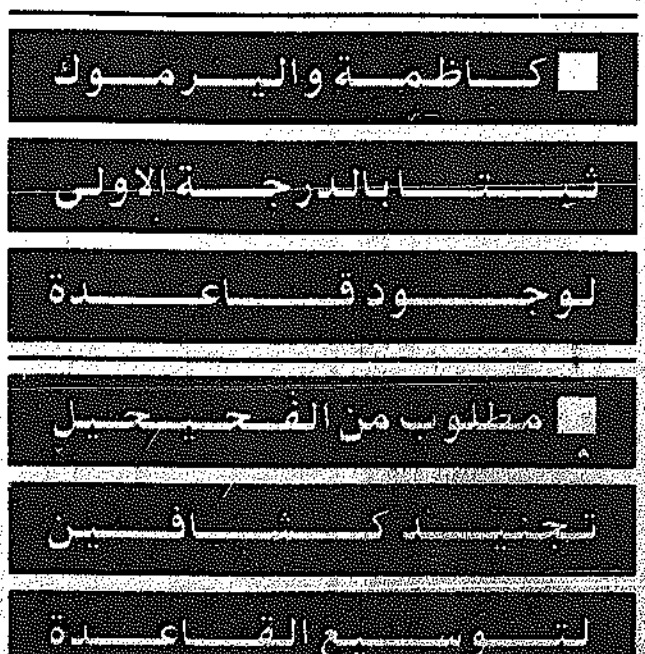 ■ كاظمة واليرموك
ثبتتا بالدرجة الاولى
لوجود قاعدة
■ مطلوب من الفحيحيل
تجنيد كشافين
لتوسيع القاعدة